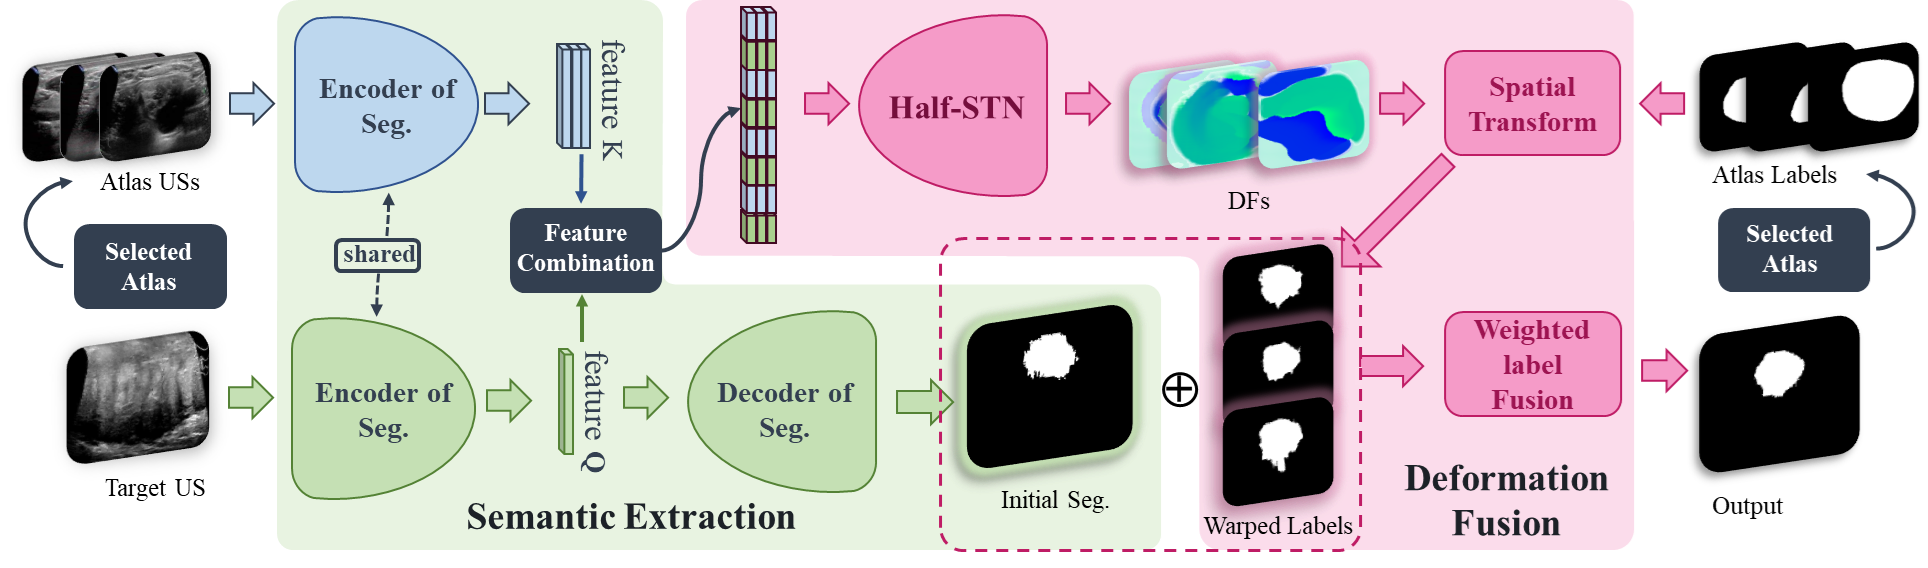 Atlas USs
Selected
Atlas
Target US
Encoder of
Seg.
shared
Encoder of
Seg.
feature K
Feature
Combination
feature Q
Decoder of
Seg.
Semantic Extraction
Half-STN
DFs
Spatial
Transform
Atlas Labels
Selected
Atlas
Initial Seg.
Warped Labels
Weighted
label
Fusion
Deformation
Fusion
Output